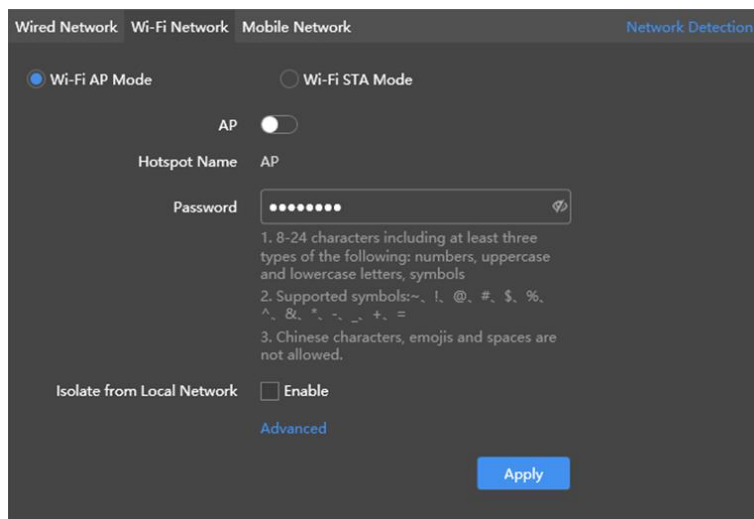 Wired Network Wi-Fi Network Mobile Network Network Detection
Wi-Fi AP Mode Wi-Fi STA Mode
AP
Hotspot Name AP
Password ●●●●●●●●
1. 8-24 characters including at least three
types of the following: numbers, uppercase
and lowercase letters, symbols
2. Supported symbols:~、!、@、#、$、%、
^、&、*、-、_、+、=
3. Chinese characters, emojis and spaces are
not allowed.
Isolate from Local Network Enable
Advanced
Apply